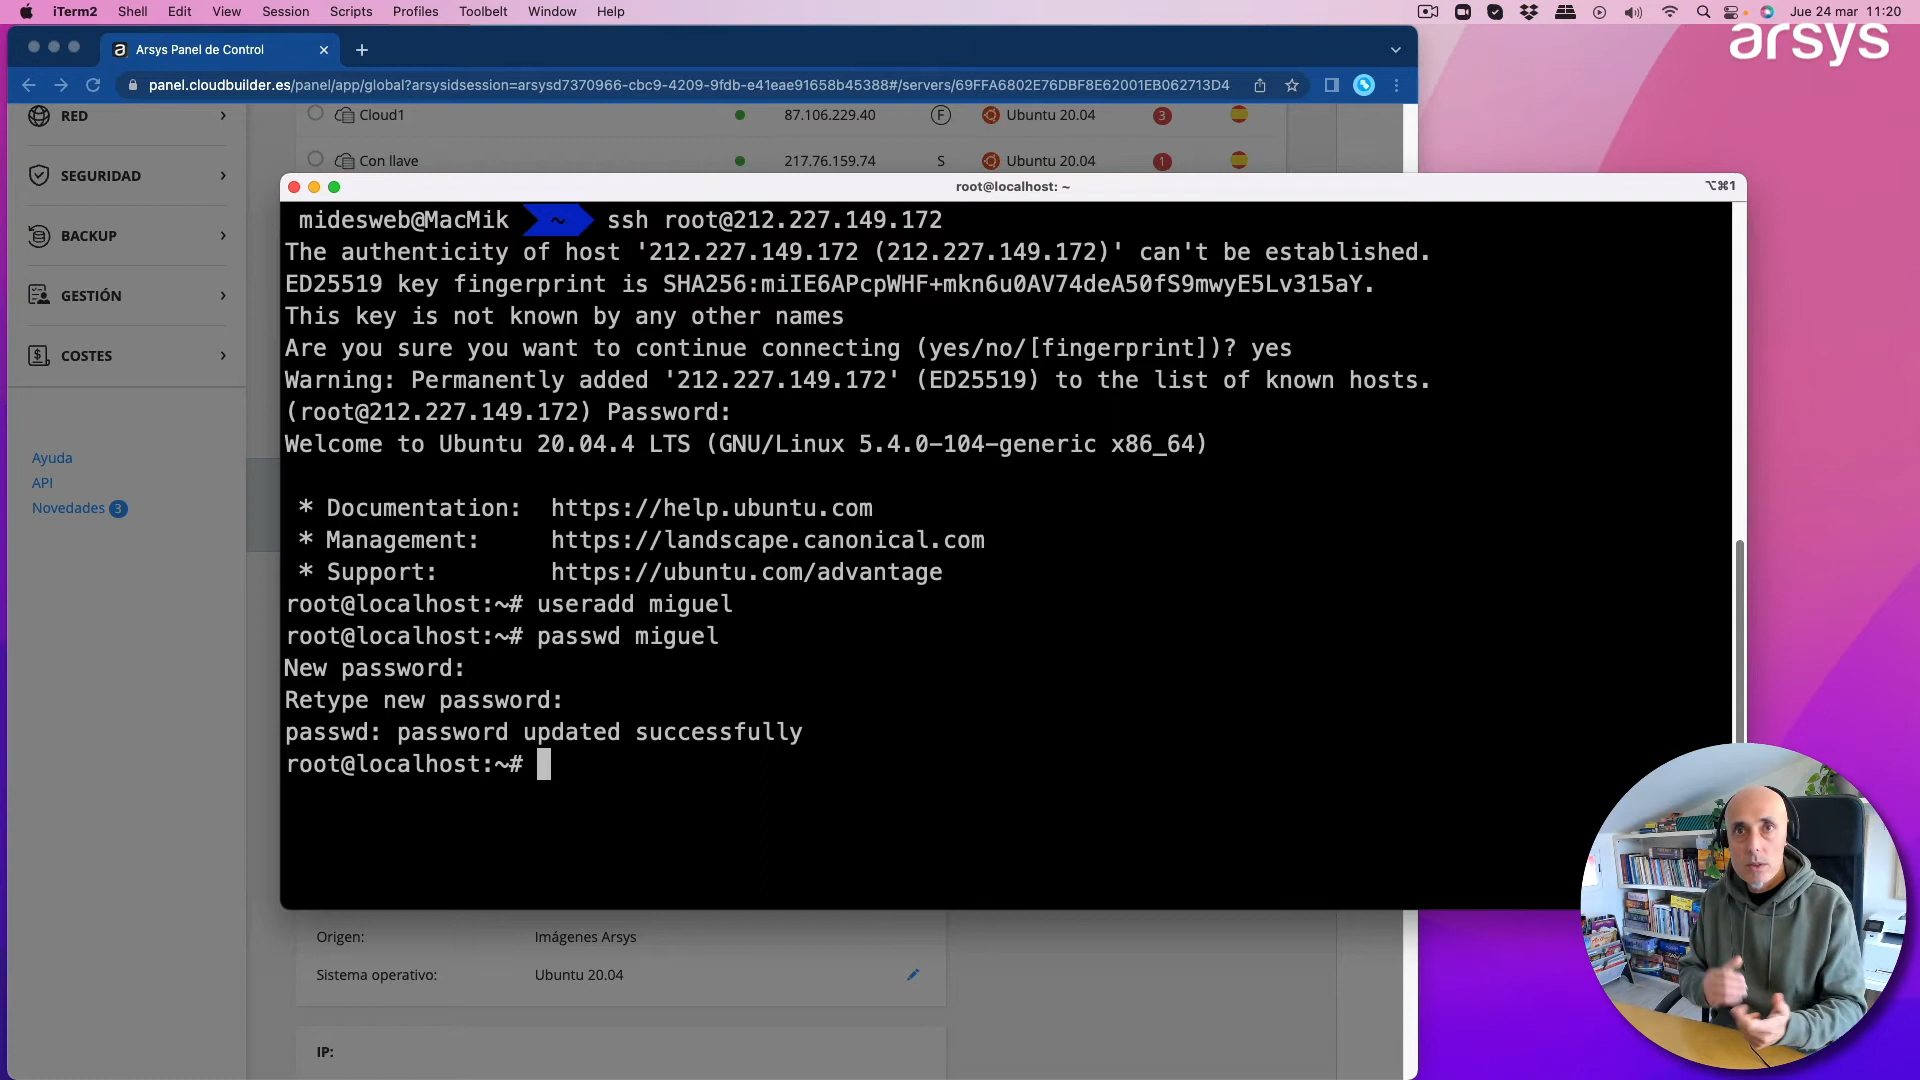 iTerm2 Shell Edit View Session Scripts Profiles Toolbelt Window Help Jue 24 mar 11:20
arsys
a Arsys Panel de Control
panel.cloudbuilder.es/panel/app/global?arsysidsession=arsysd7370966-cbc9-4209-9fdb-e41eae91658b45388#/servers/69FFA6802E76DBF8E62001EB062713D4
RED
SEGURIDAD
BACKUP
GESTIÓN
COSTES
Ayuda
API
Novedades 3
Cloud1 87.106.229.40 F Ubuntu 20.04 3
Con llave 217.76.159.74 S Ubuntu 20.04 1
root@localhost: ~ ⌥⌘1
midesweb@MacMik ~ ssh root@212.227.149.172
The authenticity of host '212.227.149.172 (212.227.149.172)' can't be established.
ED25519 key fingerprint is SHA256:miIE6APcpWHF+mkn6u0AV74deA50fS9mwyE5Lv315aY.
This key is not known by any other names
Are you sure you want to continue connecting (yes/no/[fingerprint])? yes
Warning: Permanently added '212.227.149.172' (ED25519) to the list of known hosts.
(root@212.227.149.172) Password:
Welcome to Ubuntu 20.04.4 LTS (GNU/Linux 5.4.0-104-generic x86_64)
* Documentation: https://help.ubuntu.com
* Management: https://landscape.canonical.com
* Support: https://ubuntu.com/advantage
root@localhost:~# useradd miguel
root@localhost:~# passwd miguel
New password:
Retype new password:
passwd: password updated successfully
root@localhost:~#
Origen: Imágenes Arsys
Sistema operativo: Ubuntu 20.04
IP: